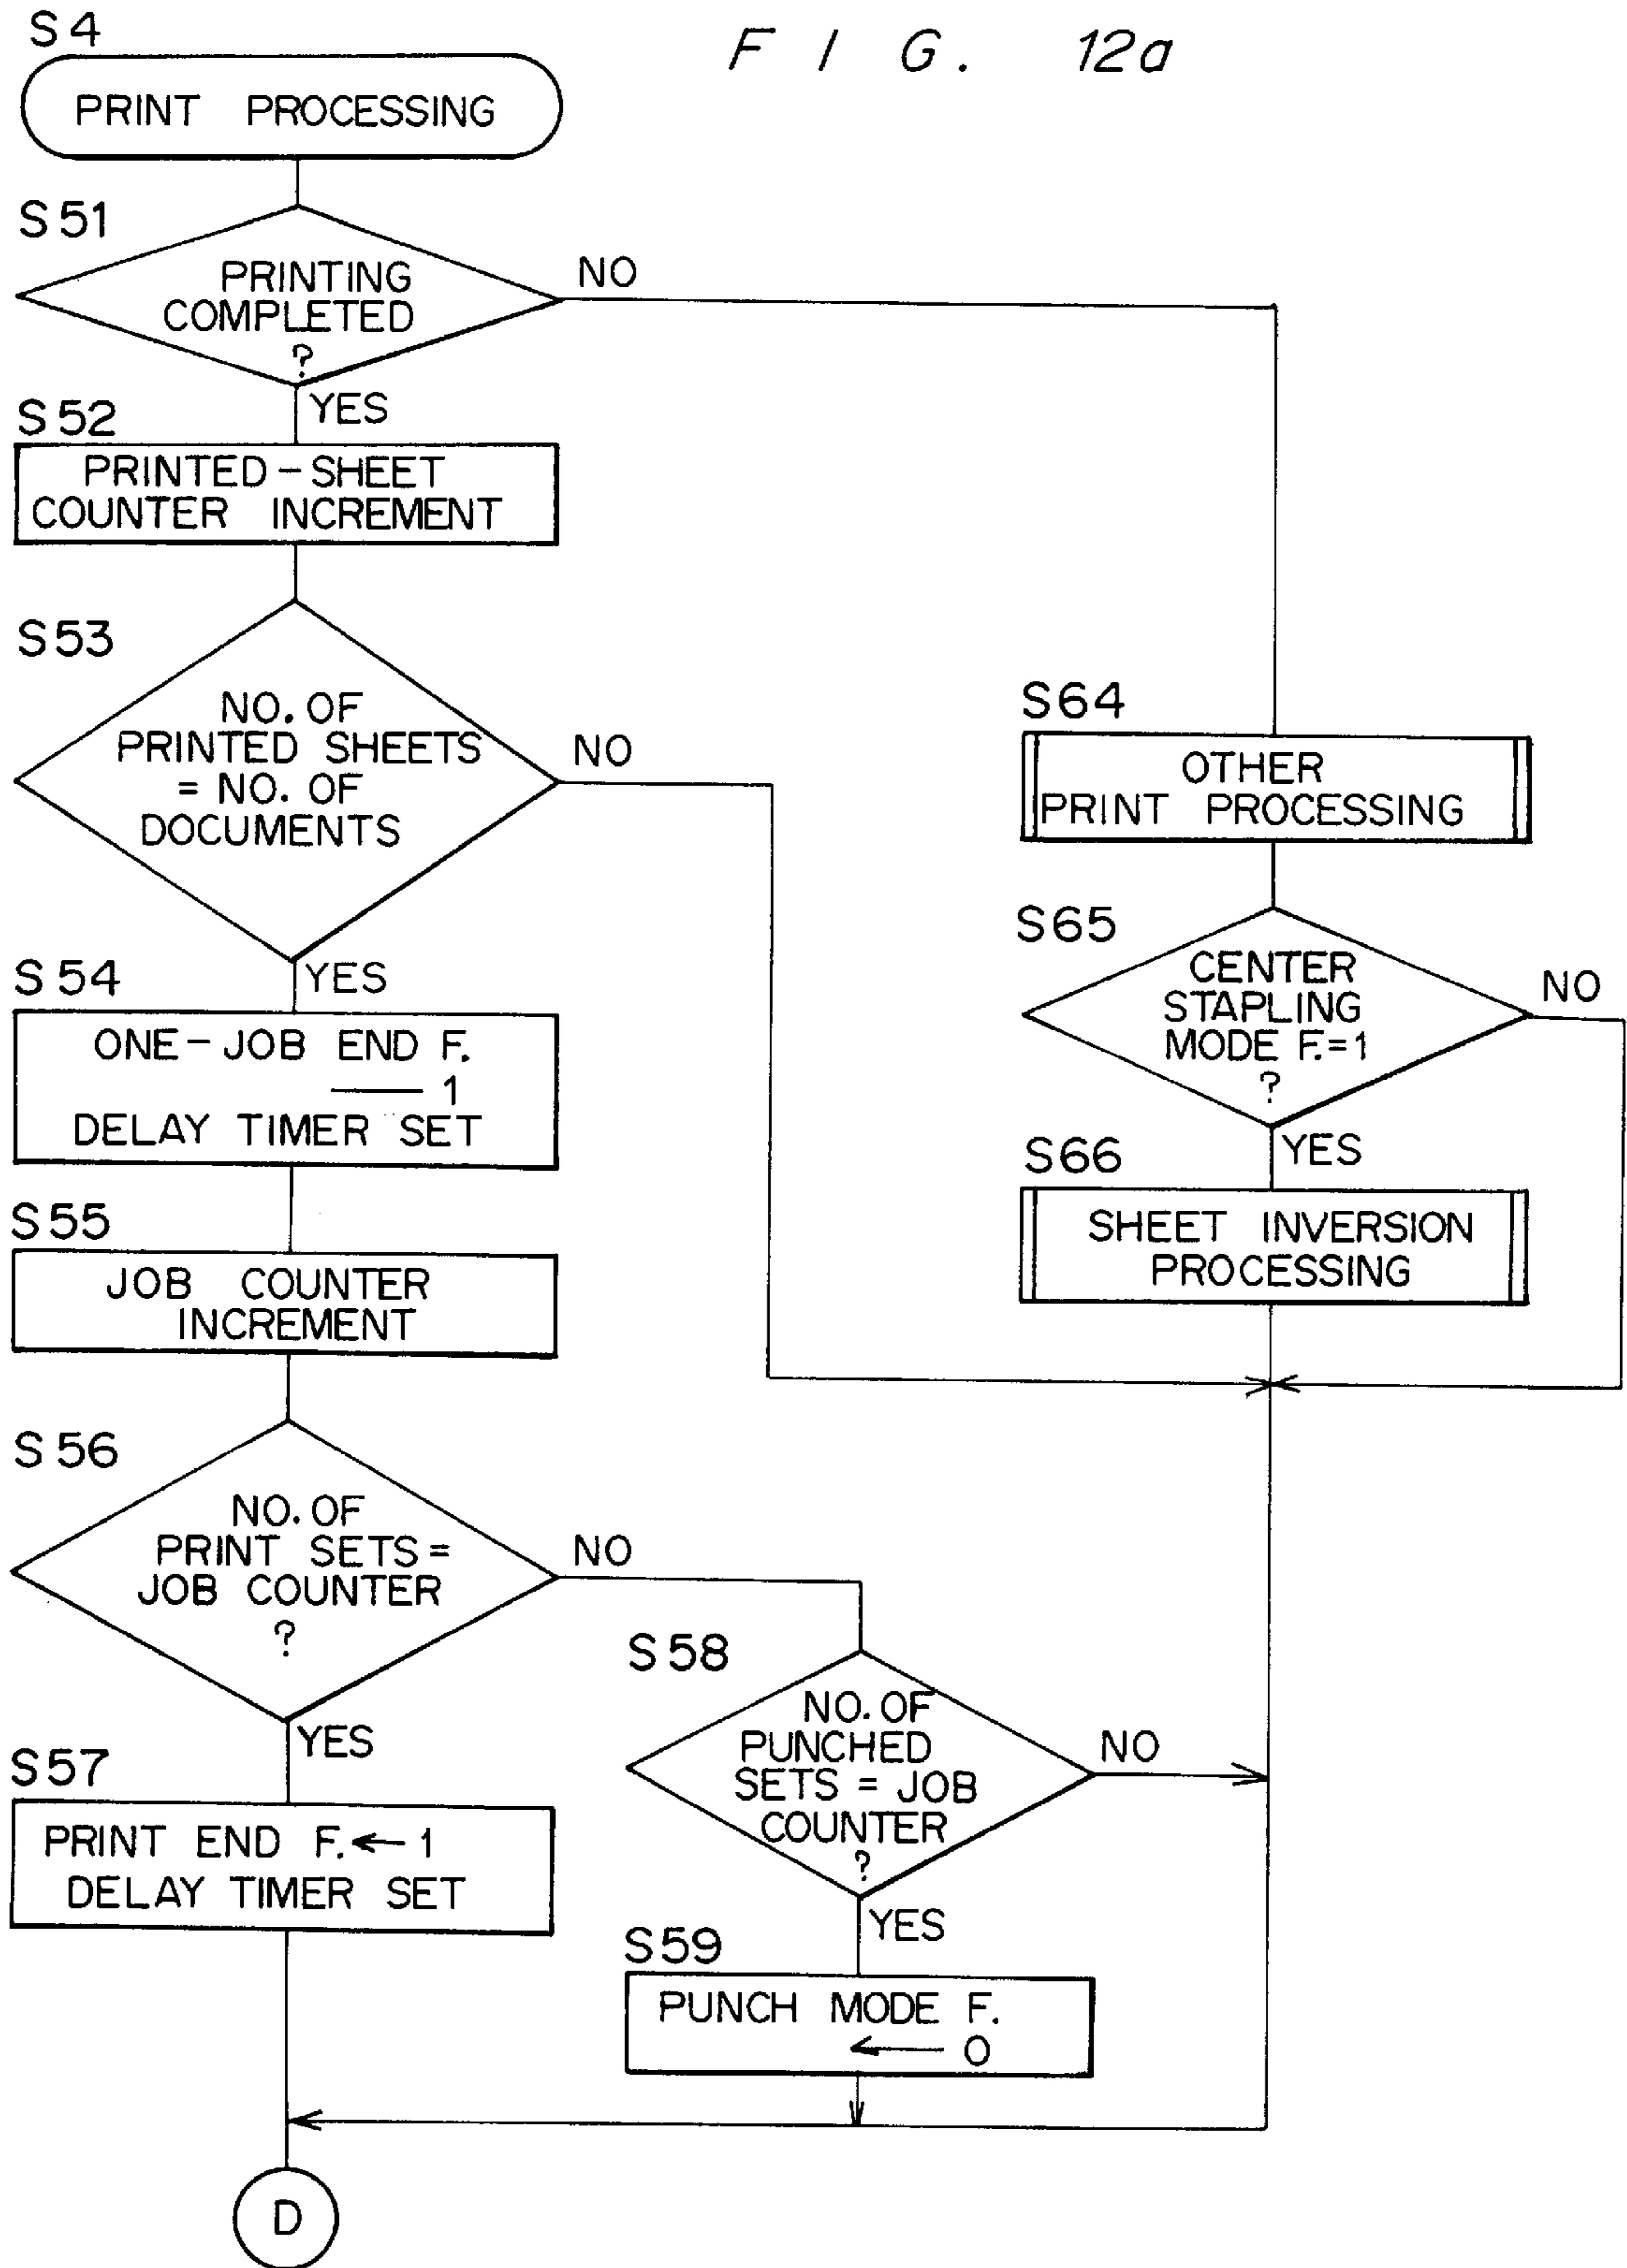 S4
F I G. 12a
PRINT PROCESSING
S51
PRINTING
COMPLETED
?
NO
YES
S52
PRINTED-SHEET
COUNTER INCREMENT
S53
NO. OF
PRINTED SHEETS
= NO. OF
DOCUMENTS
NO
YES
S54
ONE-JOB END F.
— 1
DELAY TIMER SET
S55
JOB COUNTER
INCREMENT
S56
NO. OF
PRINT SETS =
JOB COUNTER
?
NO
YES
S57
PRINT END F. ← 1
DELAY TIMER SET
S58
NO. OF
PUNCHED
SETS = JOB
COUNTER
?
NO
YES
S59
PUNCH MODE F.
← 0
S64
OTHER
PRINT PROCESSING
S65
CENTER
STAPLING
MODE F.=1
?
NO
YES
S66
SHEET INVERSION
PROCESSING
D